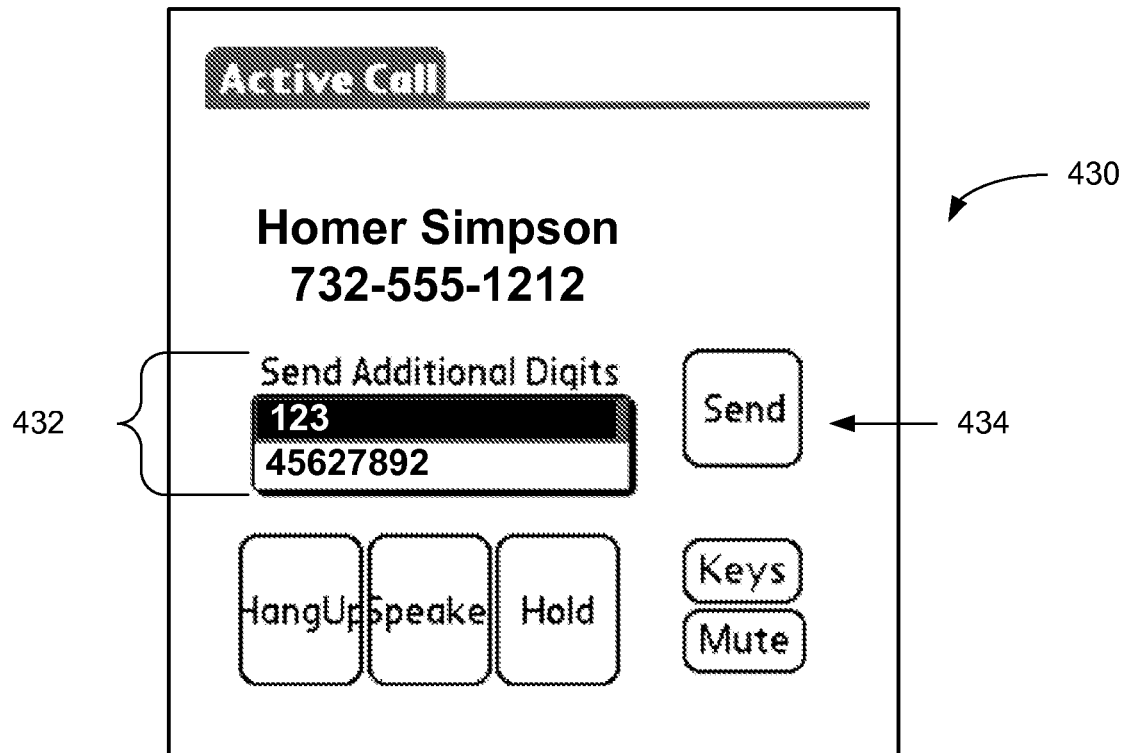 Active Call
430
Homer Simpson
732-555-1212
Send Additional Digits
Send
432
123
434
45627892
HangUp
Speake
Hold
Keys
Mute